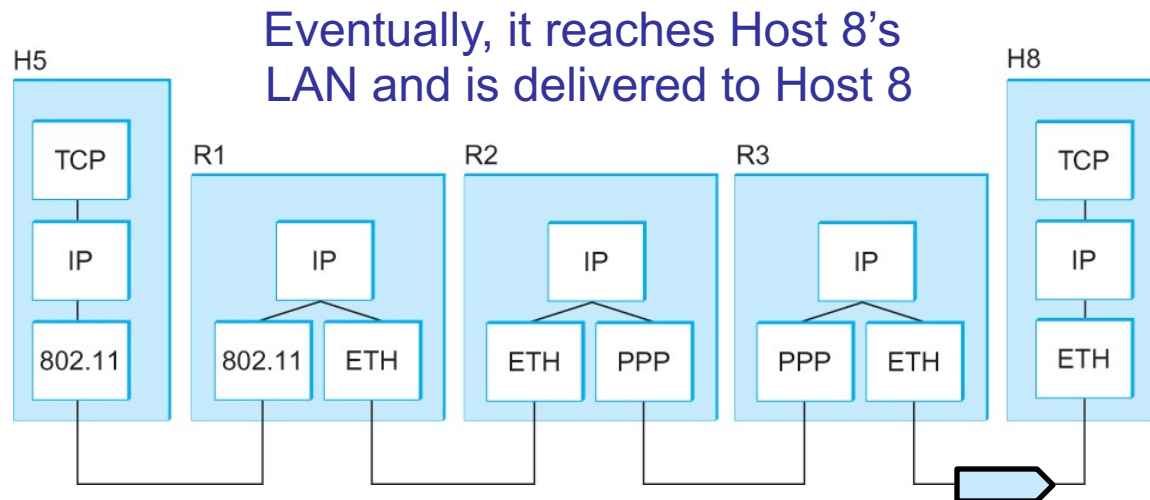 Eventually, it reaches Host 8’s
LAN and is delivered to Host 8
H5
H8
R1
R2
R3
TCP
TCP
IP
IP
IP
IP
IP
802.11
802.11
ETH
ETH
PPP
PPP
ETH
ETH